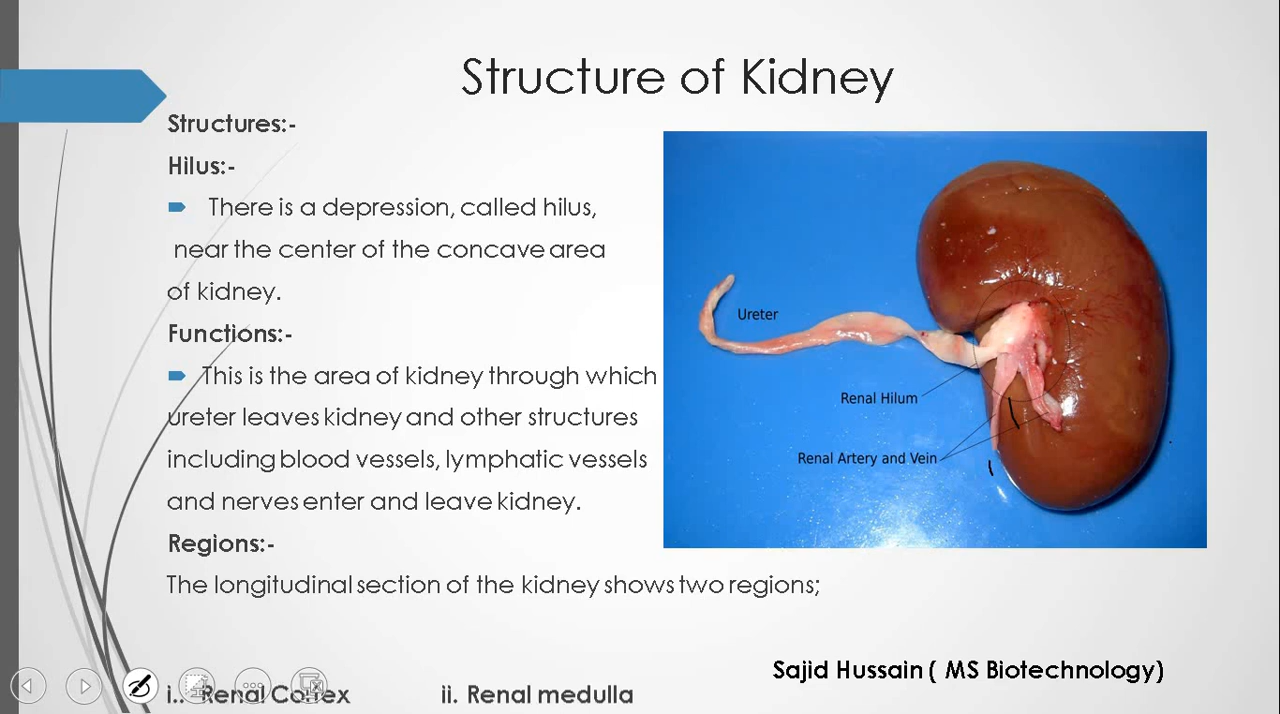 Structure of Kidney
Structures:-
Hilus:-
There is a depression, called hilus,
near the center of the concave area
of kidney.
Functions:-
This is the area of kidney through which
ureter leaves kidney and other structures
including blood vessels, lymphatic vessels
and nerves enter and leave kidney.
Regions:-
The longitudinal section of the kidney shows two regions;
i.. Renal Cortex ii. Renal medulla
Ureter
Renal Hilum
Renal Artery and Vein
Sajid Hussain ( MS Biotechnology)